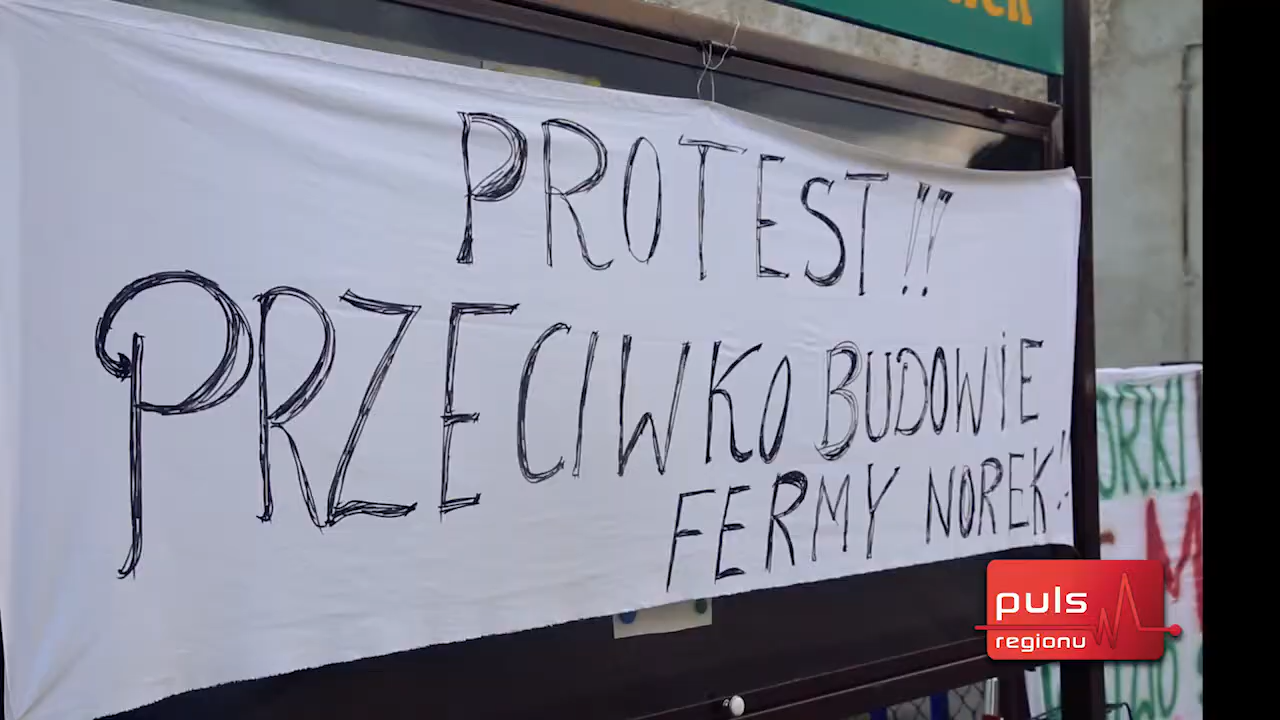 PROTEST!!
PRZECIWKO BUDOWIE
FERMY NOREK!
puls
regionu